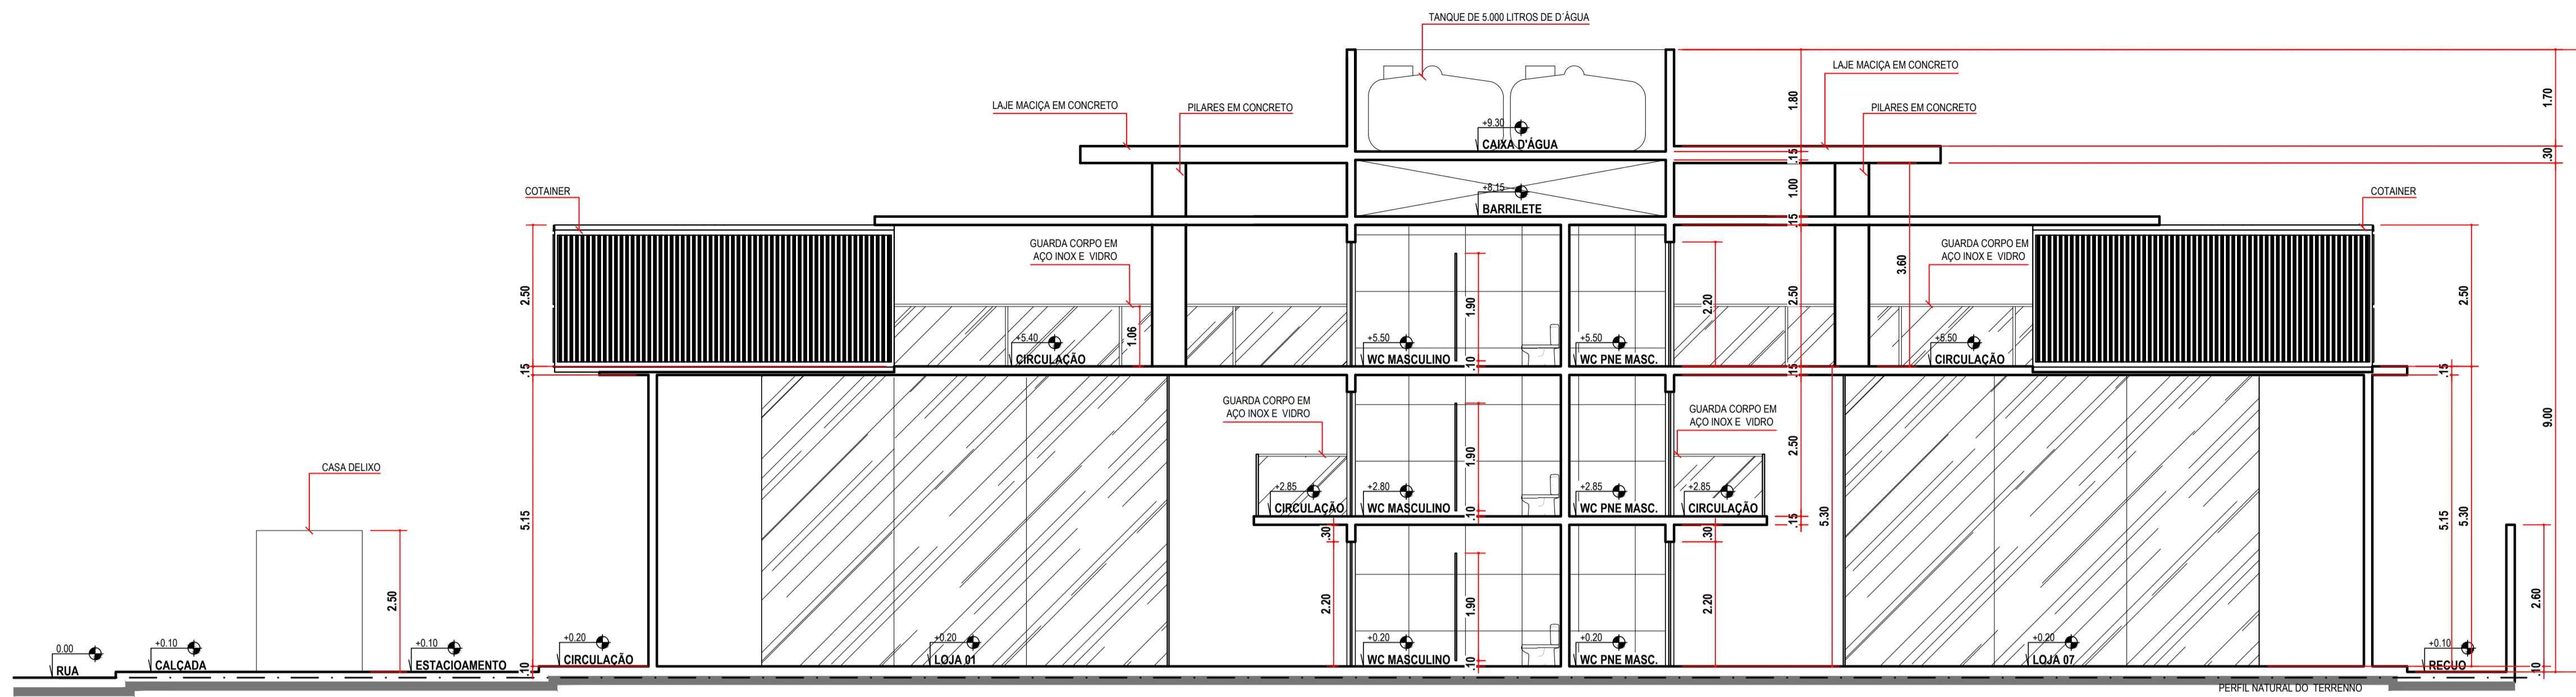 TANQUE DE 5.000 LITROS DE D´ÀGUA
LAJE MACIÇA EM CONCRETO
PILARES EM CONCRETO
LAJE MACIÇA EM CONCRETO
PILARES EM CONCRETO
1.80
1.70
+9.30
CAIXA D'ÁGUA
.15
.30
COTAINER
+8.15
BARRILETE
1.00
.15
COTAINER
GUARDA CORPO EM
AÇO INOX E VIDRO
GUARDA CORPO EM
AÇO INOX E VIDRO
2.50
1.06
1.90
2.20
2.50
3.60
2.50
+5.40
CIRCULAÇÃO
+5.50
WC MASCULINO
+5.50
WC PNE MASC.
+5.50
CIRCULAÇÃO
.15
.10
.15
.15
GUARDA CORPO EM
AÇO INOX E VIDRO
GUARDA CORPO EM
AÇO INOX E VIDRO
9.00
1.90
2.50
CASA DELIXO
+2.85
CIRCULAÇÃO
+2.80
WC MASCULINO
+2.85
WC PNE MASC.
+2.85
CIRCULAÇÃO
5.15
.10
.15
5.30
5.15
5.30
.30
.30
2.50
2.20
1.90
2.20
2.60
0.00
RUA
+0.10
CALÇADA
+0.10
ESTACIOAMENTO
+0.20
CIRCULAÇÃO
+0.20
LOJA 01
+0.20
WC MASCULINO
+0.20
WC PNE MASC.
+0.20
LOJA 07
+0.10
RECUO
.10
.10
.10
PERFIL NATURAL DO TERRENNO